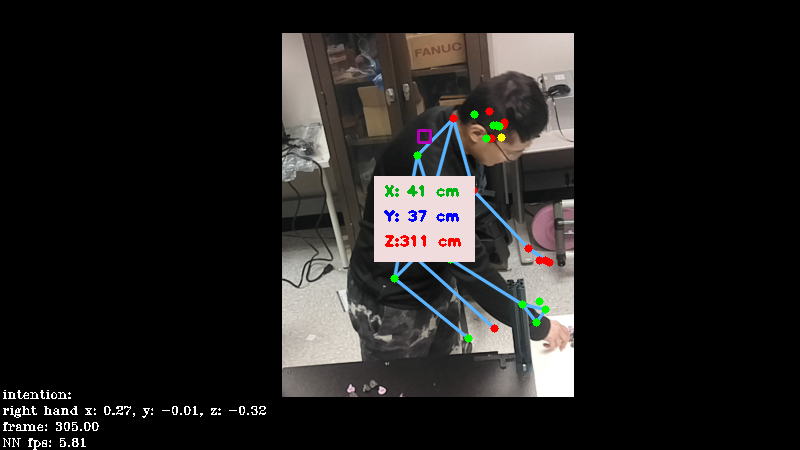 FANUC
X: 41 cm
Y: 37 cm
Z:311 cm
intention:
right hand x: 0.27, y: -0.01, z: -0.32
frame: 305.00
NN fps: 5.81